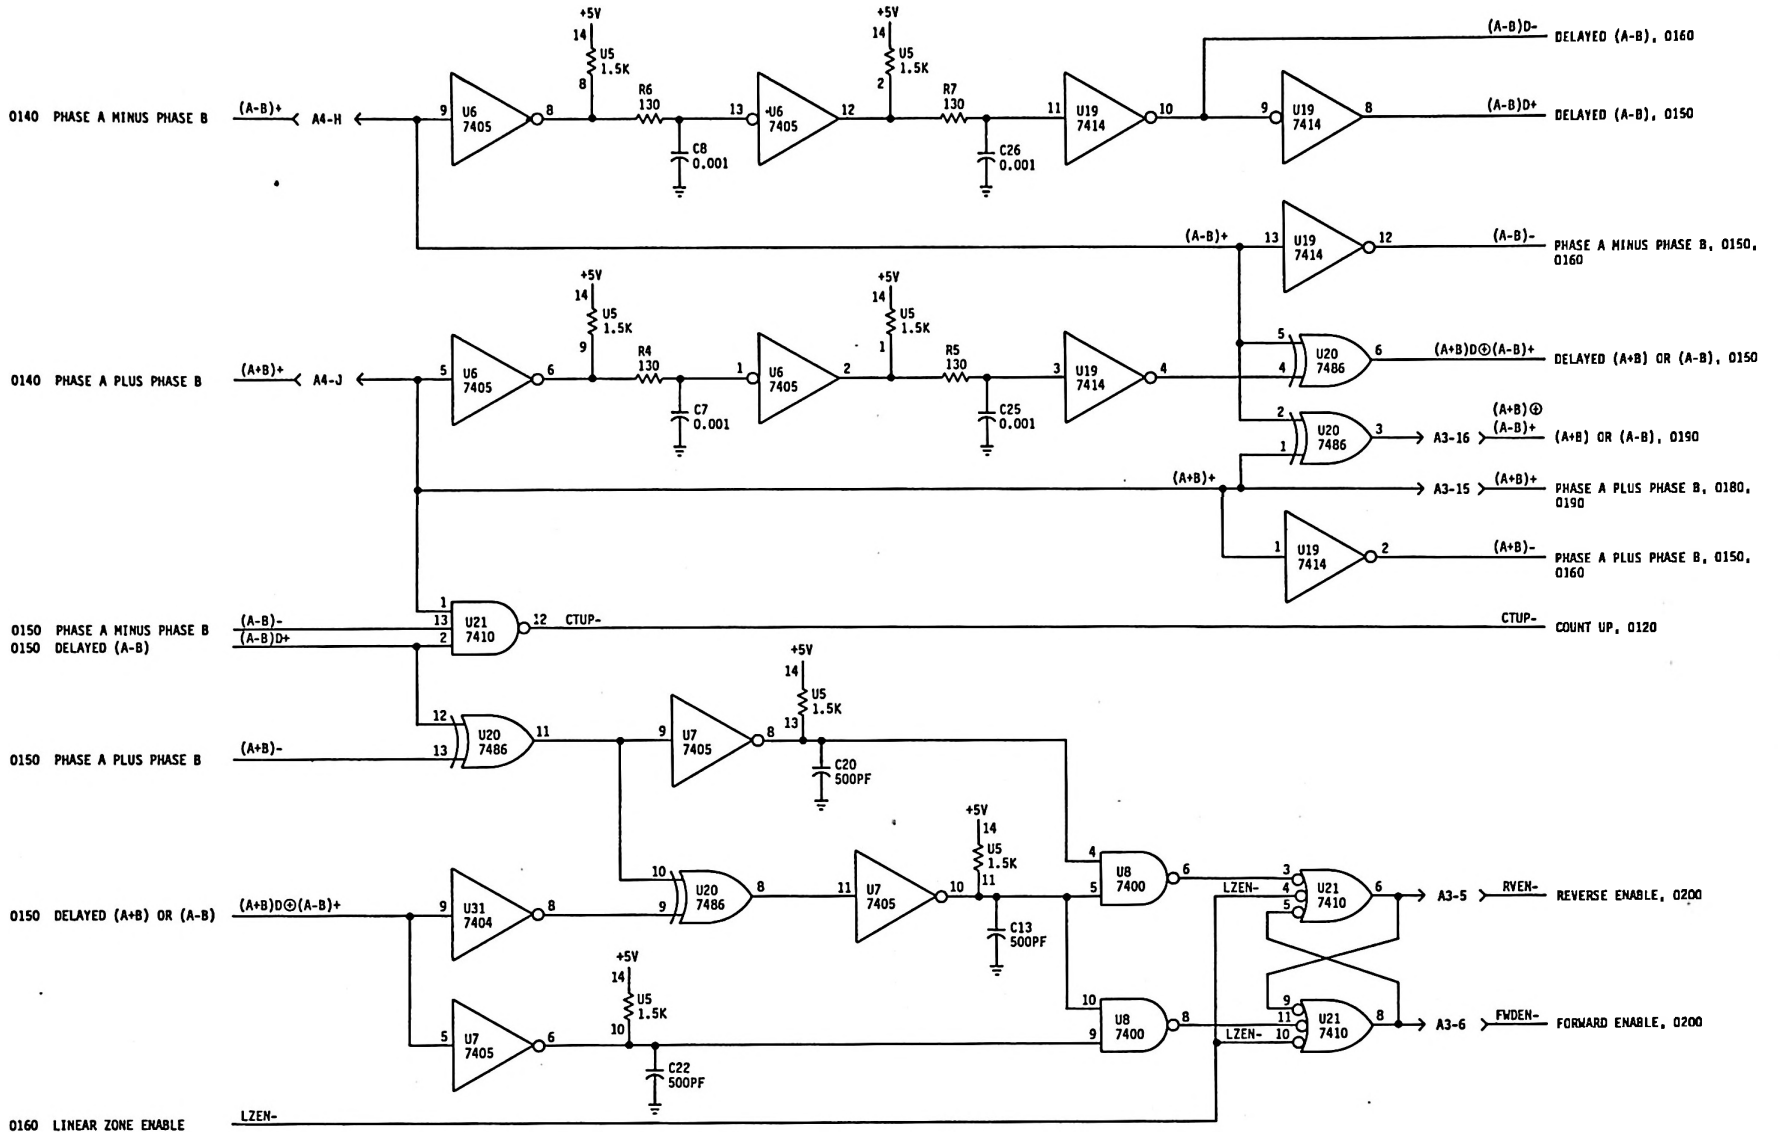 +5V
+5V
(A-B)D-
DELAYED (A-B), 0160
14
U5
1.5K
8
14
U5
1.5K
2
0140 PHASE A MINUS PHASE B
(A-B)+
A4-H
9
U6
7405
8
R6
130
13
U6
7405
12
R7
130
11
U19
7414
10
9
U19
7414
8
(A-B)D+
DELAYED (A-B), 0150
C8
0.001
C26
0.001
(A-B)+
13
U19
7414
12
(A-B)-
PHASE A MINUS PHASE B, 0150,
0160
+5V
14
U5
1.5K
9
+5V
14
U5
1.5K
1
0140 PHASE A PLUS PHASE B
(A+B)+
A4-J
5
U6
7405
6
R4
130
1
U6
7405
2
R5
130
3
U19
7414
4
5
4
U20
7486
6
(A+B)D⊕(A-B)+
DELAYED (A+B) OR (A-B), 0150
C7
0.001
C25
0.001
2
1
U20
7486
3
A3-16
(A+B)⊕
(A-B)+
(A+B) OR (A-B), 0190
(A+B)+
A3-15
(A+B)+
PHASE A PLUS PHASE B, 0180,
0190
1
U19
7414
2
(A+B)-
PHASE A PLUS PHASE B, 0150,
0160
0150 PHASE A MINUS PHASE B
(A-B)-
0150 DELAYED (A-B)
(A-B)D+
1
13
2
U21
7410
12
CTUP-
CTUP-
COUNT UP, 0120
+5V
14
U5
1.5K
13
0150 PHASE A PLUS PHASE B
(A+B)-
12
13
U20
7486
11
9
U7
7405
8
C20
500PF
+5V
14
U5
1.5K
11
0150 DELAYED (A+B) OR (A-B)
(A+B)D⊕(A-B)+
9
U31
7404
8
10
9
U20
7486
8
11
U7
7405
10
C13
500PF
4
5
U8
7400
6
LZEN-
3
4
5
U21
7410
6
A3-5
RVEN-
REVERSE ENABLE, 0200
+5V
14
U5
1.5K
10
5
U7
7405
6
C22
500PF
10
9
U8
7400
8
LZEN-
9
11
10
U21
7410
8
A3-6
FWDEN-
FORWARD ENABLE, 0200
0160 LINEAR ZONE ENABLE
LZEN-